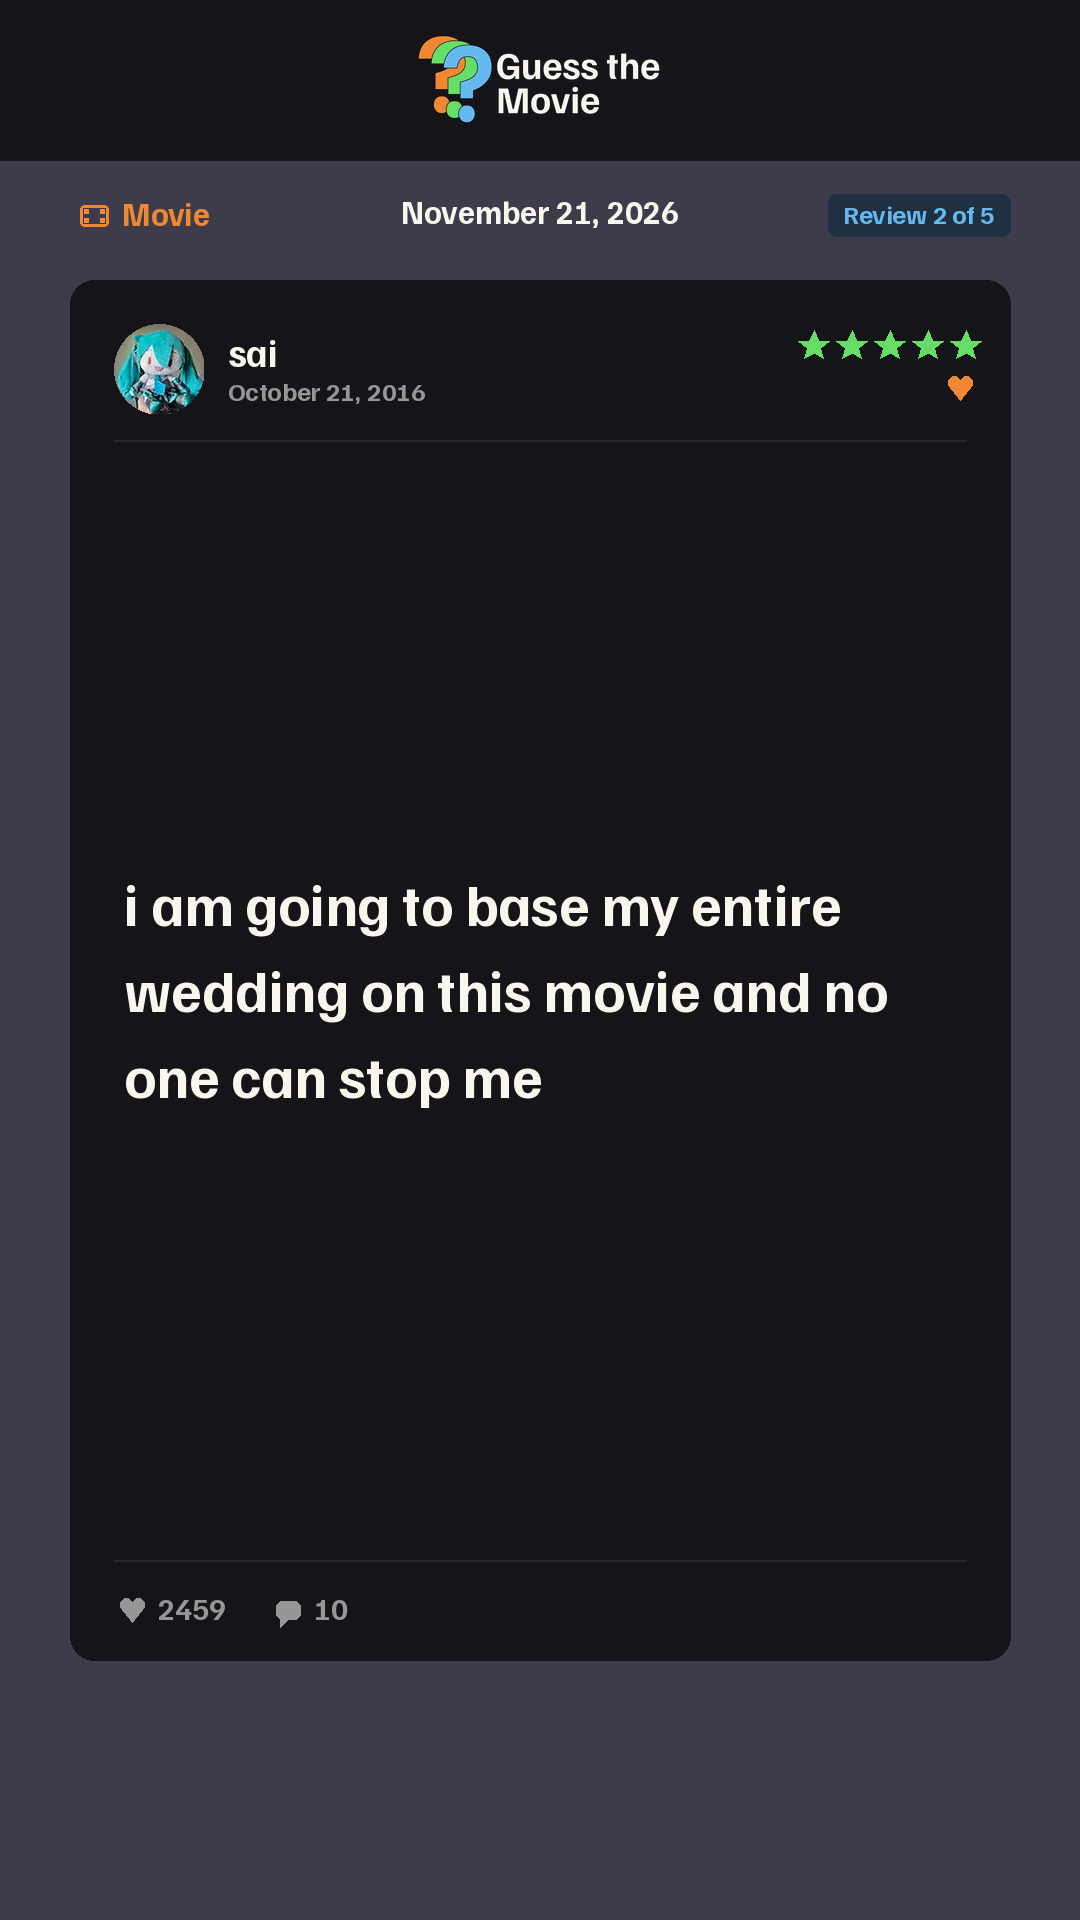 Guess the
Movie
Movie
November 21, 2026
Review 2 of 5
sai
October 21, 2016
i am going to base my entire
wedding on this movie and no
one can stop me
2459
10